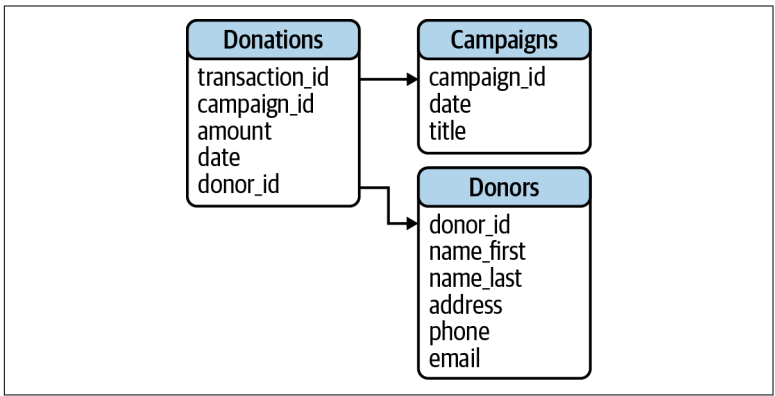 Donations
transaction_id
campaign_id
amount
date
donor_id
Campaigns
campaign_id
date
title
Donors
donor_id
name_first
name_last
address
phone
email